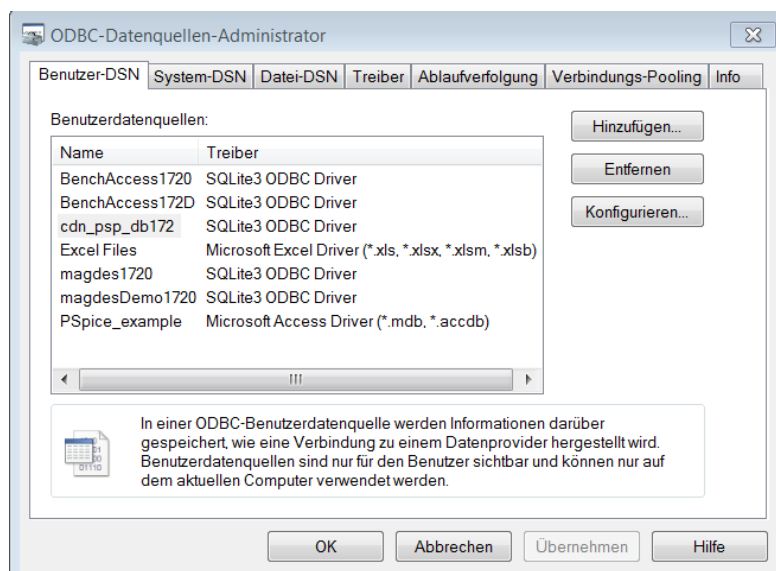 ODBC-Datenquellen-Administrator
Benutzer-DSN System-DSN Datei-DSN Treiber Ablaufverfolgung Verbindungs-Pooling Info
Benutzerdatenquellen:
Hinzufügen...
Name Treiber
BenchAccess1720 SQLite3 ODBC Driver
Entfernen
BenchAccess172D SQLite3 ODBC Driver
cdn_psp_db172 SQLite3 ODBC Driver
Konfigurieren...
Excel Files Microsoft Excel Driver (*.xls, *.xlsx, *.xlsm, *.xlsb)
magdes1720 SQLite3 ODBC Driver
magdesDemo1720 SQLite3 ODBC Driver
PSpice_example Microsoft Access Driver (*.mdb, *.accdb)
In einer ODBC-Benutzerdatenquelle werden Informationen darüber
gespeichert, wie eine Verbindung zu einem Datenprovider hergestellt wird.
Benutzerdatenquellen sind nur für den Benutzer sichtbar und können nur auf
dem aktuellen Computer verwendet werden.
OK Abbrechen Übernehmen Hilfe